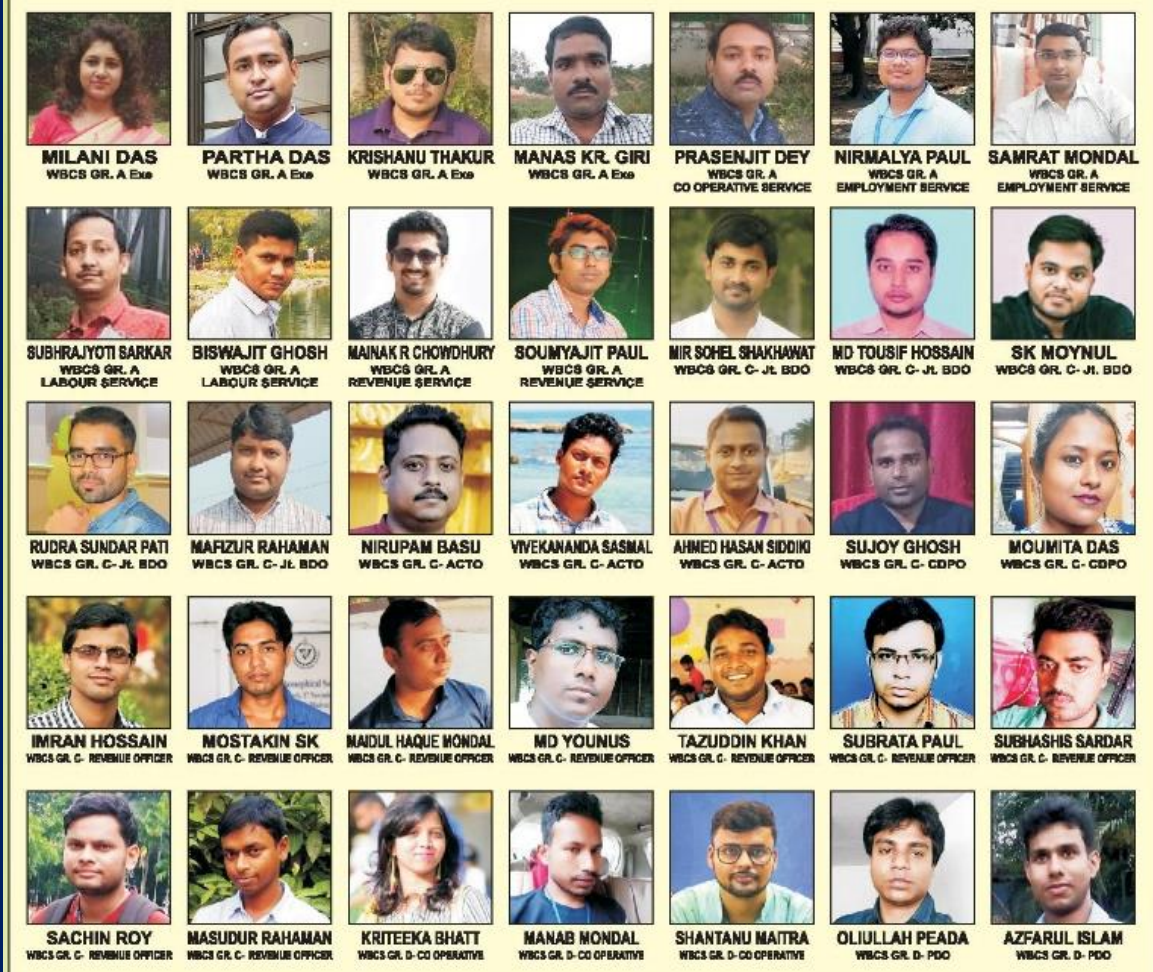 MILANI DAS
WBCS GR. A Exe
PARTHA DAS
WBCS GR. A Exe
KRISHANU THAKUR
WBCS GR. A Exe
MANAS KR. GIRI
WBCS GR. A Exe
PRASENJIT DEY
WBCS GR. A
CO OPERATIVE SERVICE
NIRMALYA PAUL
WBCS GR. A
EMPLOYMENT SERVICE
SAMRAT MONDAL
WBCS GR. A
EMPLOYMENT SERVICE
SUBHRAJYOTI SARKAR
WBCS GR. A
LABOUR SERVICE
BISWAJIT GHOSH
WBCS GR. A
LABOUR SERVICE
MAINAK R CHOWDHURY
WBCS GR. A
REVENUE SERVICE
SOUMYAJIT PAUL
WBCS GR. A
REVENUE SERVICE
MIR SOHEL SHAKHAWAT
WBCS GR. C- Jt. BDO
MD TOUSIF HOSSAIN
WBCS GR. C- Jt. BDO
SK MOYNUL
WBCS GR. C- Jt. BDO
RUDRA SUNDAR PATI
WBCS GR. C- Jt. BDO
MAFIZUR RAHAMAN
WBCS GR. C- Jt. BDO
NIRUPAM BASU
WBCS GR. C- ACTO
VIVEKANANDA SASMAL
WBCS GR. C- ACTO
AHMED HASAN SIDDIKI
WBCS GR. C- ACTO
SUJOY GHOSH
WBCS GR. C- CDPO
MOUMITA DAS
WBCS GR. C- CDPO
IMRAN HOSSAIN
WBCS GR. C- REVENUE OFFICER
MOSTAKIN SK
WBCS GR. C- REVENUE OFFICER
MAIDUL HAQUE MONDAL
WBCS GR. C- REVENUE OFFICER
MD YOUNUS
WBCS GR. C- REVENUE OFFICER
TAZUDDIN KHAN
WBCS GR. C- REVENUE OFFICER
SUBRATA PAUL
WBCS GR. C- REVENUE OFFICER
SUBHASHIS SARDAR
WBCS GR. C- REVENUE OFFICER
SACHIN ROY
WBCS GR. C- REVENUE OFFICER
MASUDUR RAHAMAN
WBCS GR. C- REVENUE OFFICER
KRITEEKA BHATT
WBCS GR. D- CO OPERATIVE
MANAB MONDAL
WBCS GR. D- CO OPERATIVE
SHANTANU MAITRA
WBCS GR. D- CO OPERATIVE
OLIULLAH PEADA
WBCS GR. D- PDO
AZFARUL ISLAM
WBCS GR. D- PDO